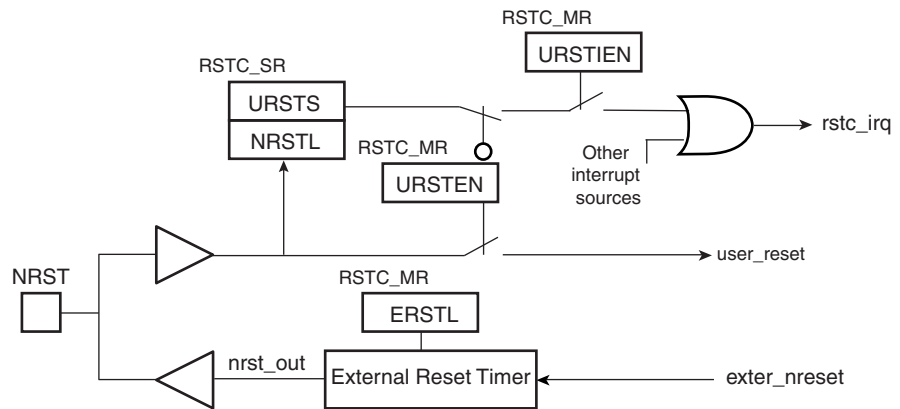 RSTC_MR
URSTIEN
RSTC_SR
URSTS
NRSTL
RSTC_MR
URSTEN
rstc_irq
Other
interrupt
sources
user_reset
NRST
RSTC_MR
ERSTL
nrst_out
External Reset Timer
exter_nreset